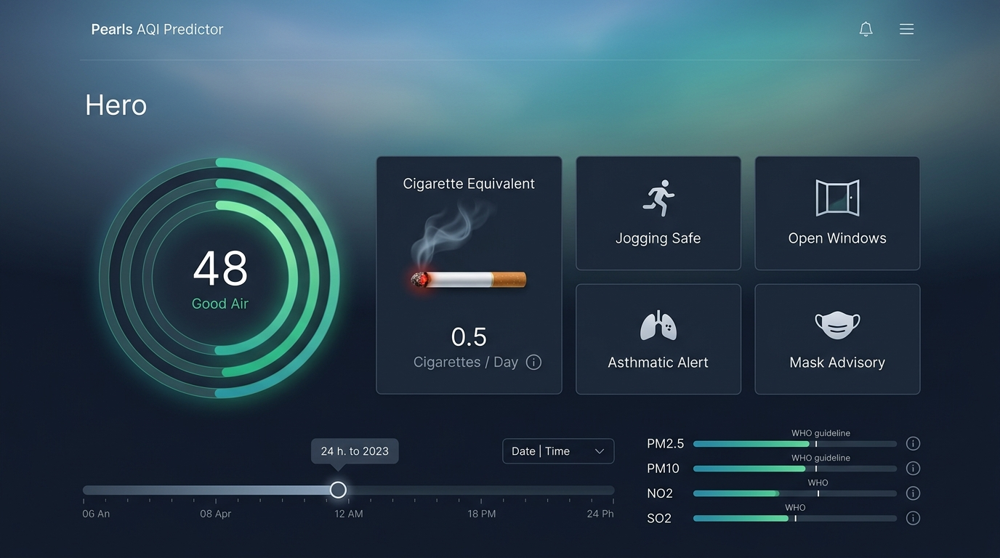 Pearls AQI Predictor
Hero
48
Good Air
Cigarette Equivalent
0.5
Cigarettes / Day
Jogging Safe
Open Windows
Asthmatic Alert
Mask Advisory
24 h. to 2023
Date | Time
06 An
08 Apr
12 AM
18 PM
24 Ph
WHO guideline
PM2.5
WHO guideline
PM10
WHO
NO2
WHO
SO2